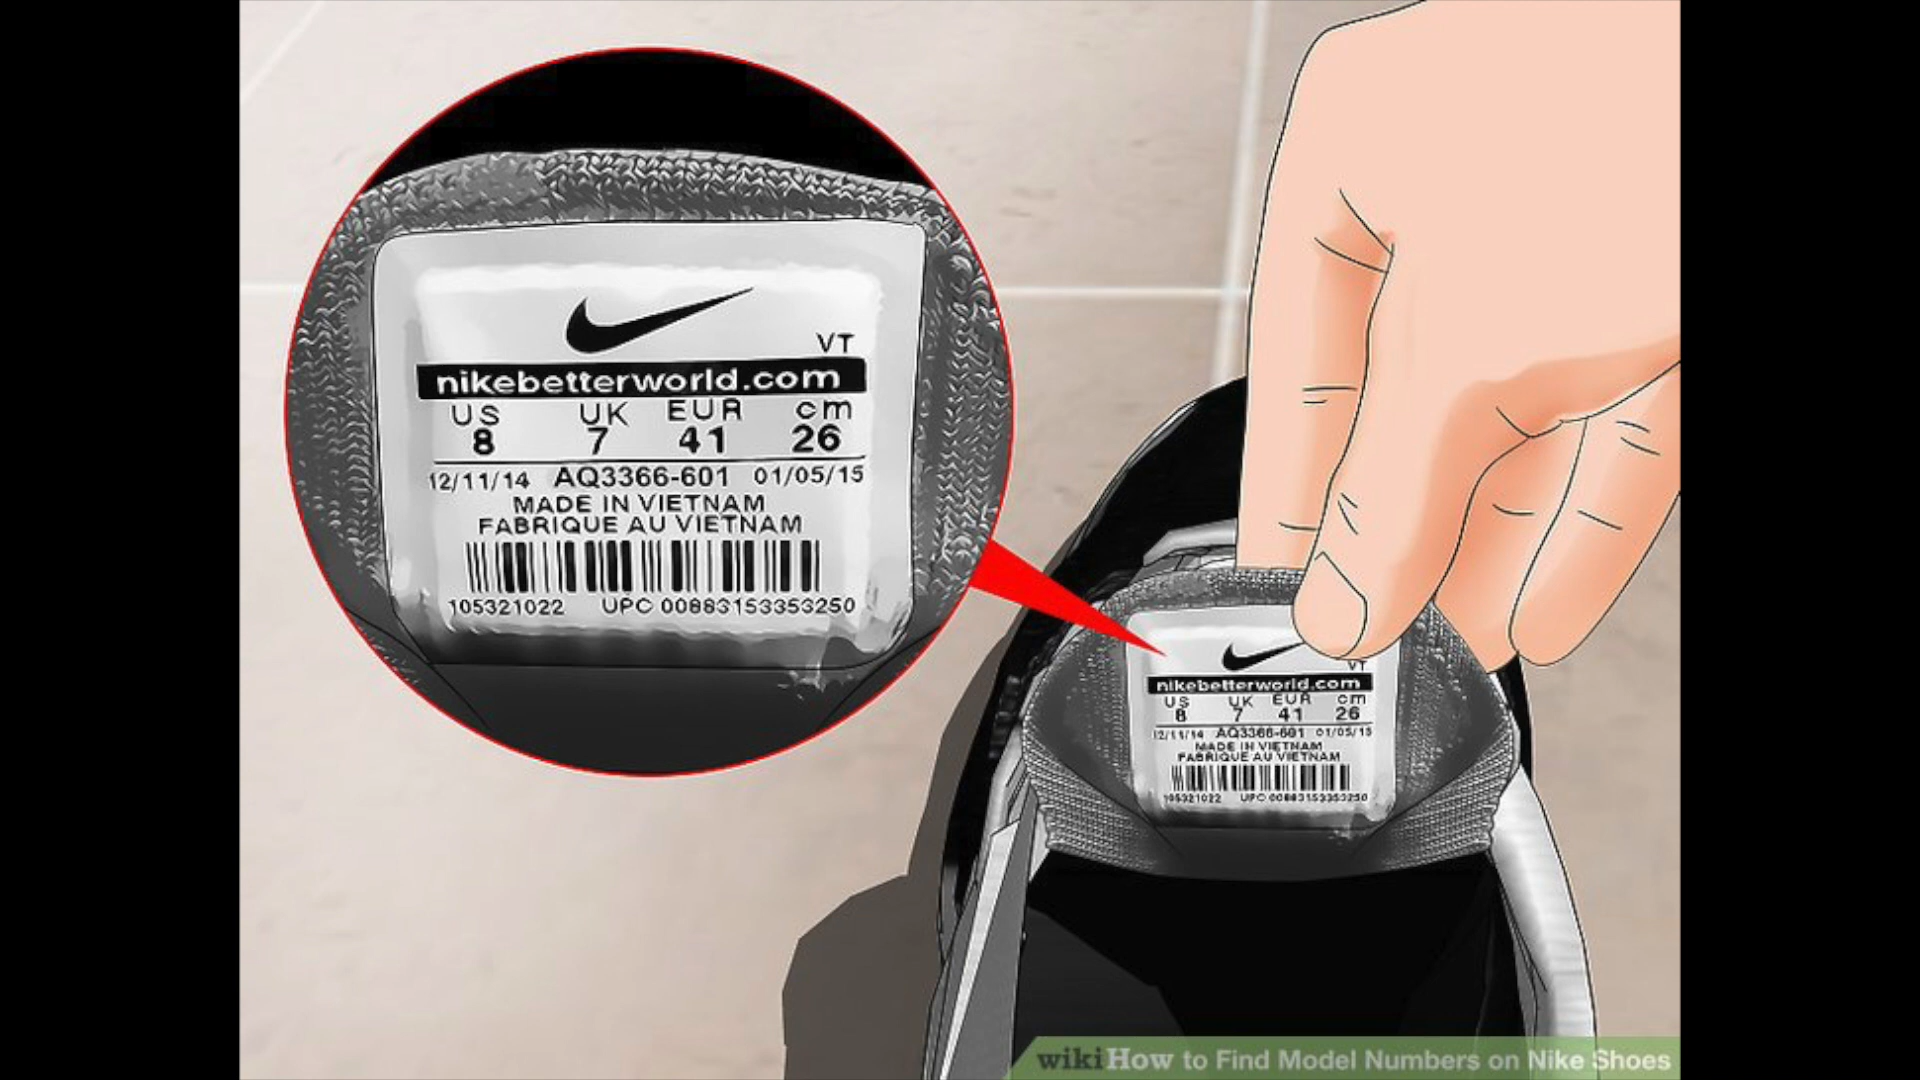 VT
nikebetterworld.com
US UK EUR cm
8 7 41 26
12/11/14 AQ3366-601 01/05/15
MADE IN VIETNAM
FABRIQUE AU VIETNAM
105321022 UPC 00883153353250
VT
nikebetterworld.com
US UK EUR cm
8 7 41 26
12/11/14 AQ3366-601 01/05/15
MADE IN VIETNAM
FABRIQUE AU VIETNAM
105321022 UPC 00883153353250
wikiHow to Find Model Numbers on Nike Shoes